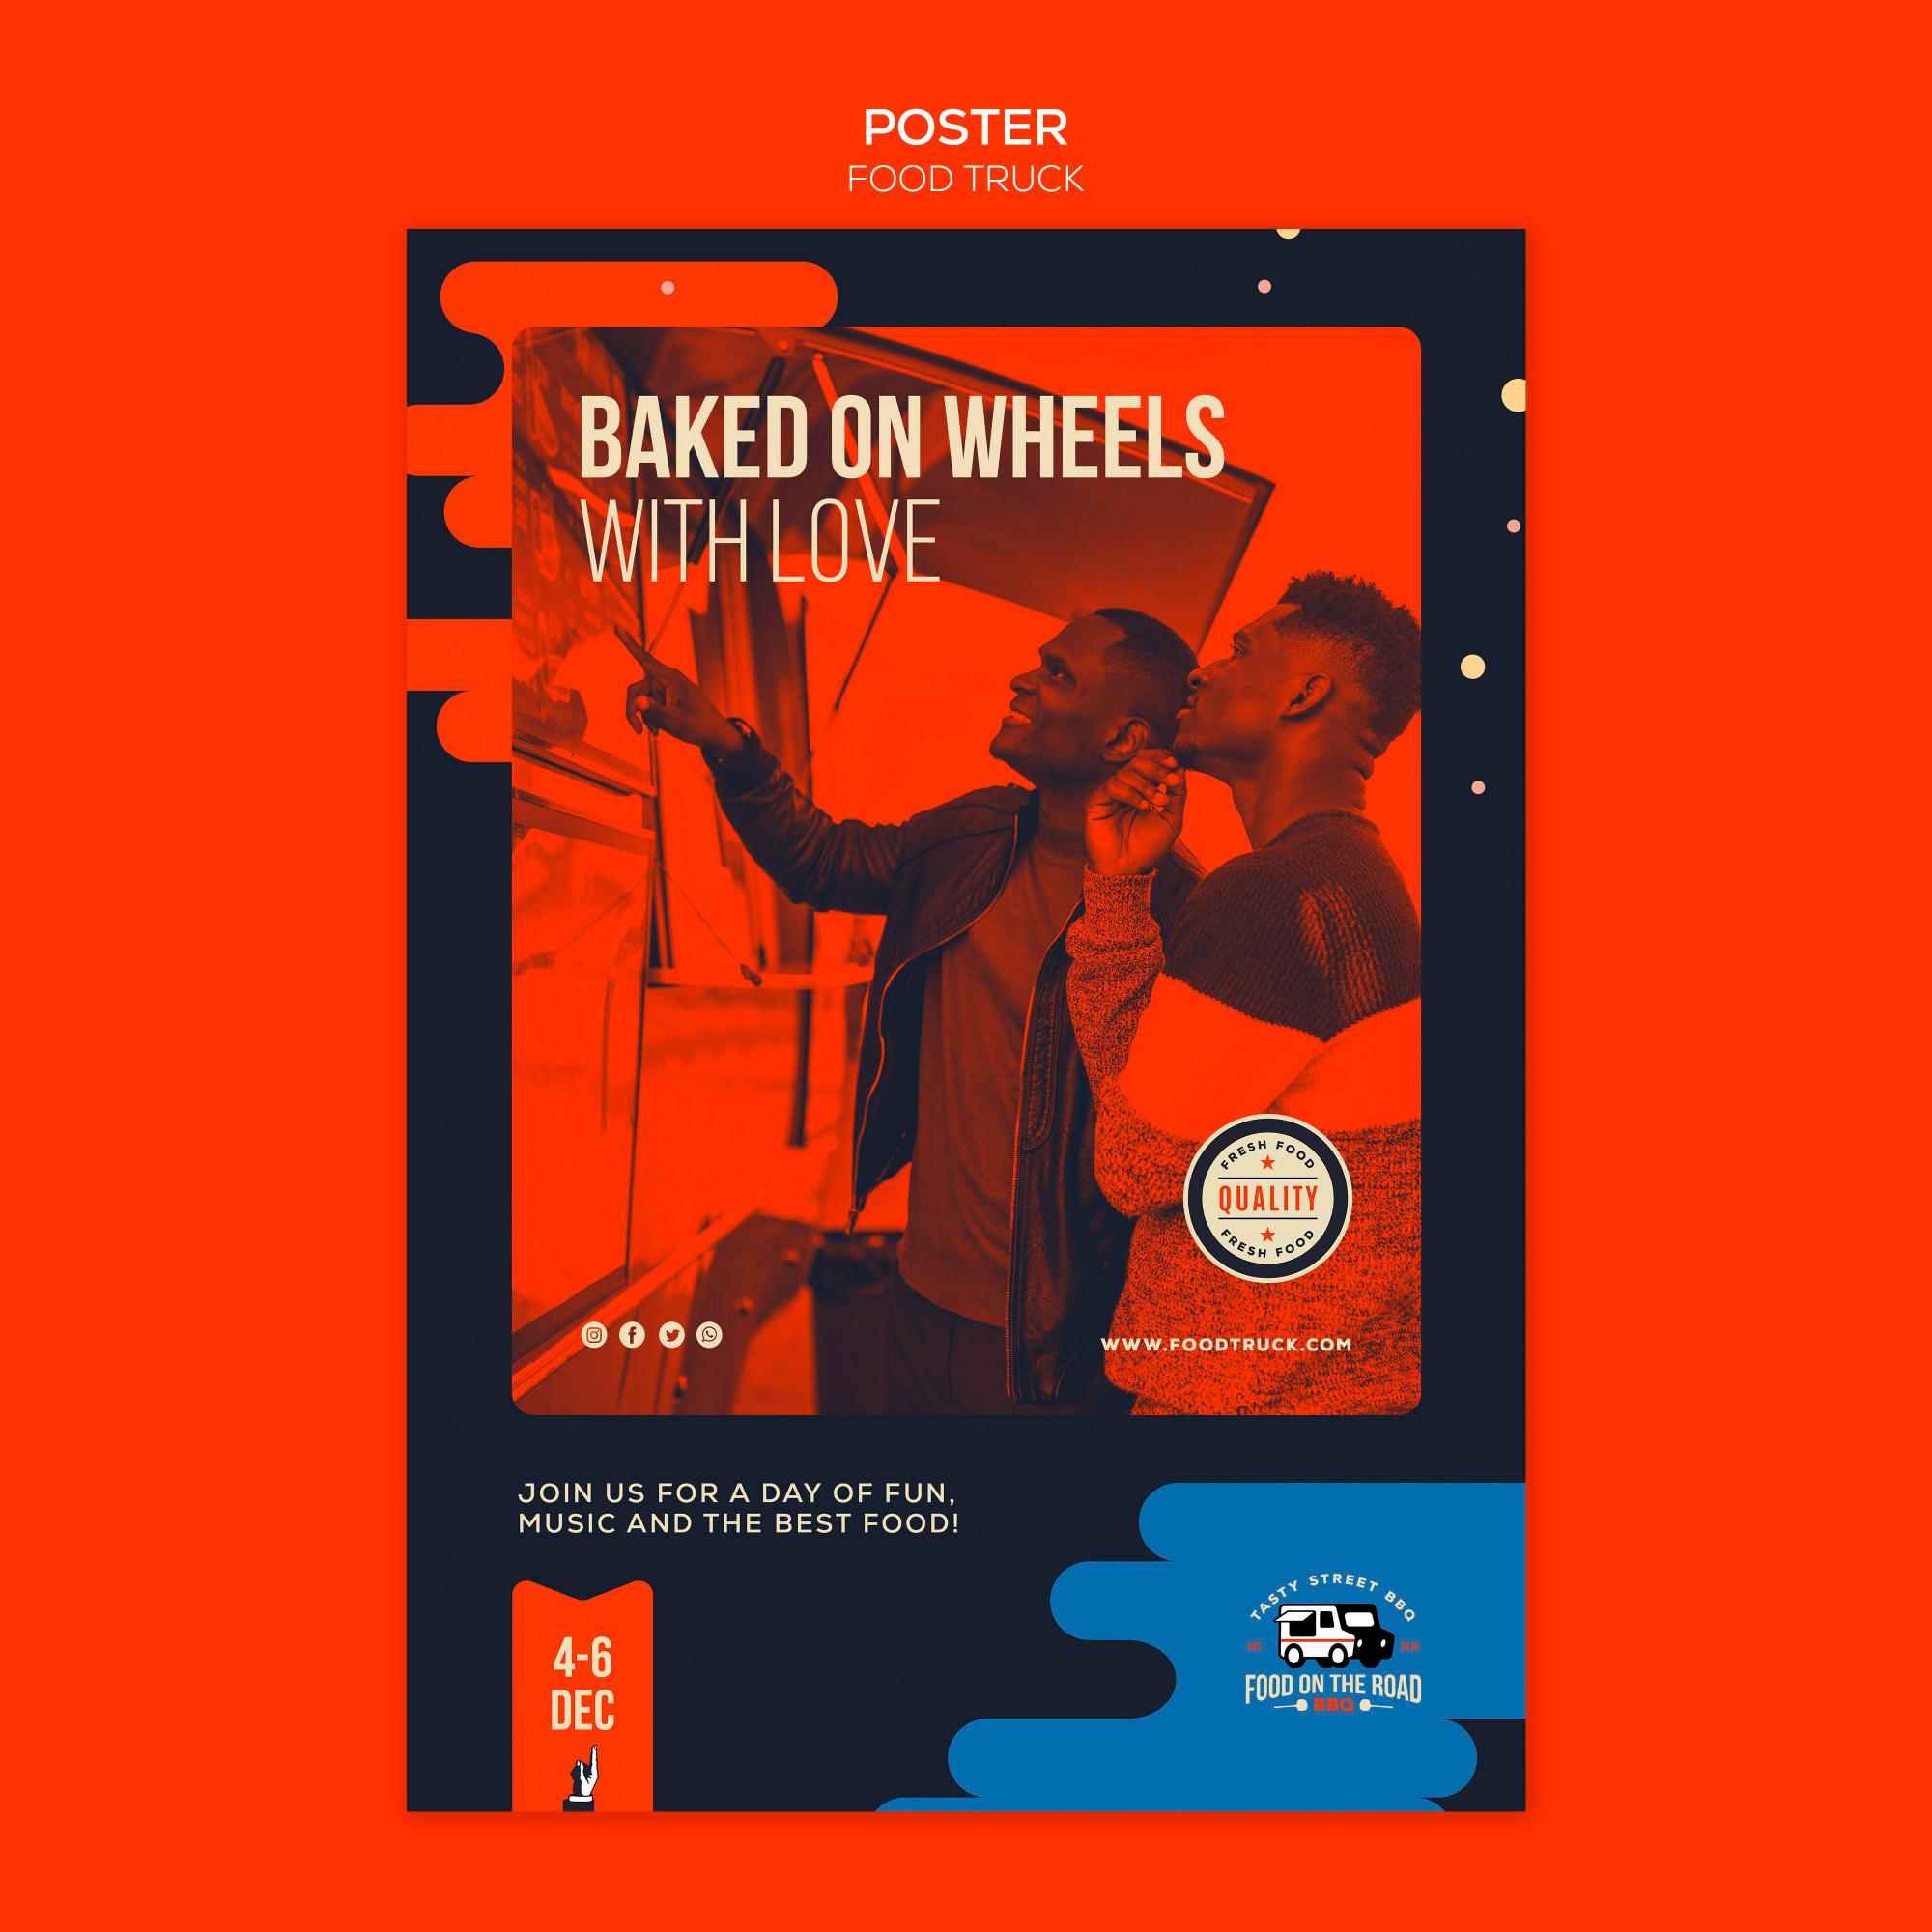 POSTER
FOOD TRUCK
BAKED ON WHEELS
WITH LOVE
FRESH FOOD
QUALITY
FRESH FOOD
WWW.FOODTRUCK.COM
JOIN US FOR A DAY OF FUN,
MUSIC AND THE BEST FOOD!
4-6
DEC
TASTY STREET BBQ
FOOD ON THE ROAD
BBQ